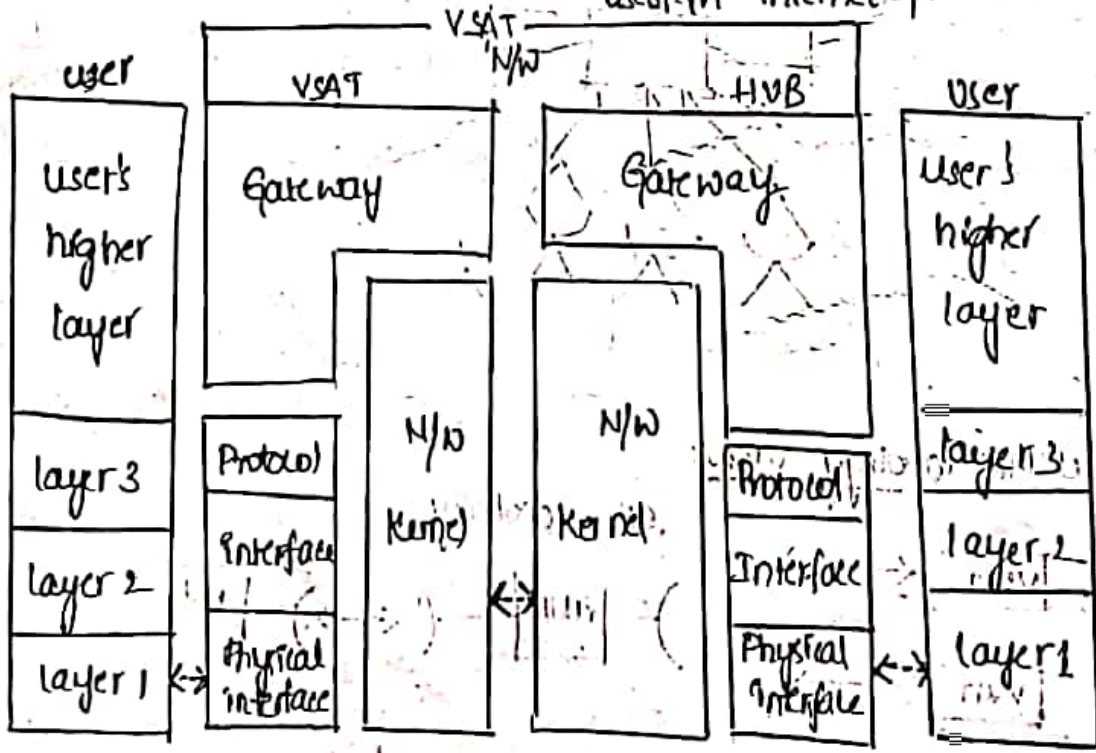 VSAT
N/W
user
VSAT
HUB
User
user's
higher
layer
Gateway
Gateway
user's
higher
layer
layer 3
Protocol
N/W
Kernel
N/W
Kernel
Protocol
layer 3
layer 2
Interface
Interface
layer 2
layer 1
Physical
interface
Physical
Interface
layer 1